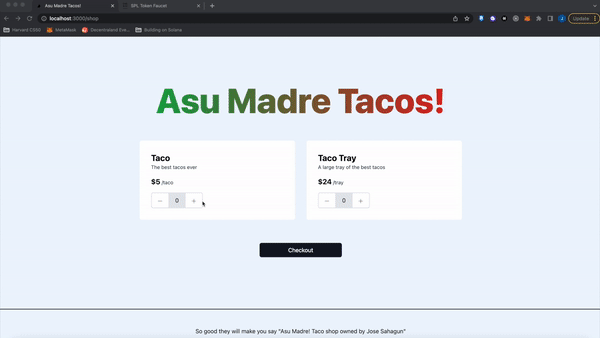 Asu Madre Tacos!
SPL Token Faucet
localhost:3000/shop
Update
Harvard CS50
MetaMask
Decentraland Eve...
Building on Solana
Asu Madre Tacos!
Taco
The best tacos ever
$5 /taco
− 0 +
Taco Tray
A large tray of the best tacos
$24 /tray
− 0 +
Checkout
So good they will make you say "Asu Madre! Taco shop owned by Jose Sahagun"